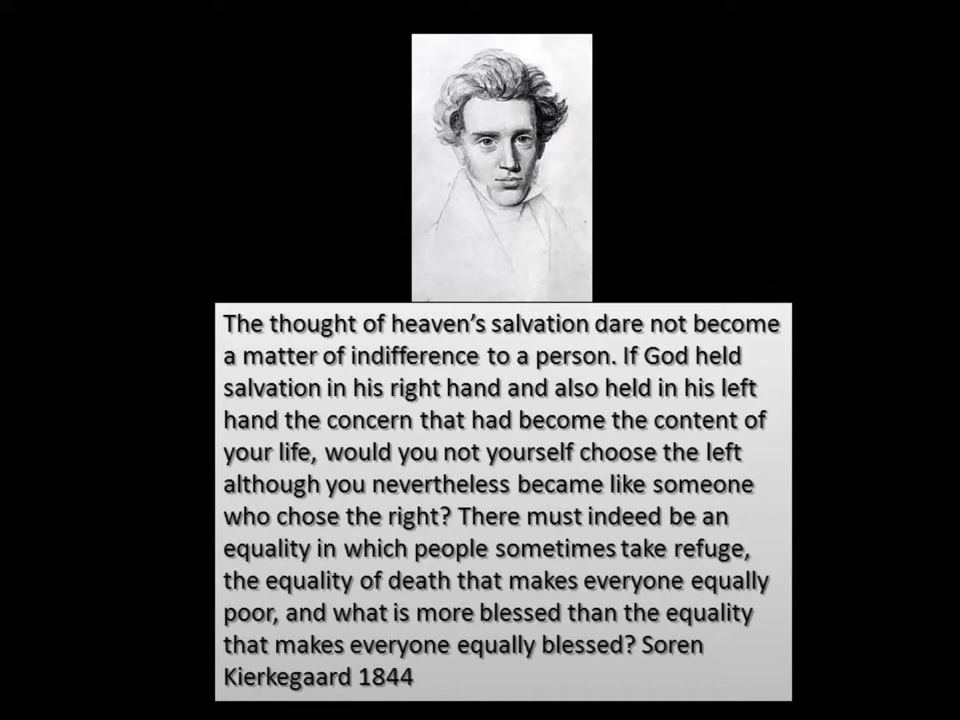 The thought of heaven’s salvation dare not become
a matter of indifference to a person. If God held
salvation in his right hand and also held in his left
hand the concern that had become the content of
your life, would you not yourself choose the left
although you nevertheless became like someone
who chose the right? There must indeed be an
equality in which people sometimes take refuge,
the equality of death that makes everyone equally
poor, and what is more blessed than the equality
that makes everyone equally blessed? Soren
Kierkegaard 1844